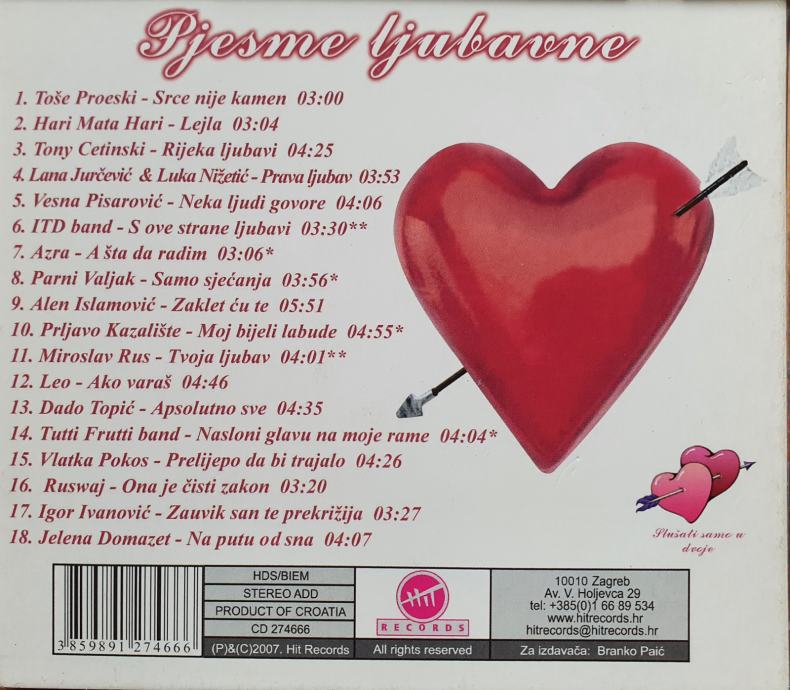 Pjesme ljubavne
1. Toše Proeski - Srce nije kamen 03:00
2. Hari Mata Hari - Lejla 03:04
3. Tony Cetinski - Rijeka ljubavi 04:25
4. Lana Jurčević & Luka Nižetić - Prava ljubav 03:53
5. Vesna Pisarović - Neka ljudi govore 04:06
6. ITD band - S ove strane ljubavi 03:30**
7. Azra - A šta da radim 03:06*
8. Parni Valjak - Samo sjećanja 03:56*
9. Alen Islamović - Zaklet ću te 05:51
10. Prljavo Kazalište - Moj bijeli labude 04:55*
11. Miroslav Rus - Tvoja ljubav 04:01**
12. Leo - Ako varaš 04:46
13. Dado Topić - Apsolutno sve 04:35
14. Tutti Frutti band - Nasloni glavu na moje rame 04:04*
15. Vlatka Pokos - Prelijepo da bi trajalo 04:26
16. Ruswaj - Ona je čisti zakon 03:20
17. Igor Ivanović - Zauvik san te prekrižija 03:27
18. Jelena Domazet - Na putu od sna 04:07
Slušati samo u
dvoje
3859891274666
HDS/BIEM
STEREO ADD
PRODUCT OF CROATIA
CD 274666
(P)&(C)2007. Hit Records
HIT
RECORDS
All rights reserved
10010 Zagreb
Av. V. Holjevca 29
tel: +385(0)1 66 89 534
www.hitrecords.hr
hitrecords@hitrecords.hr
Za izdavača: Branko Paić